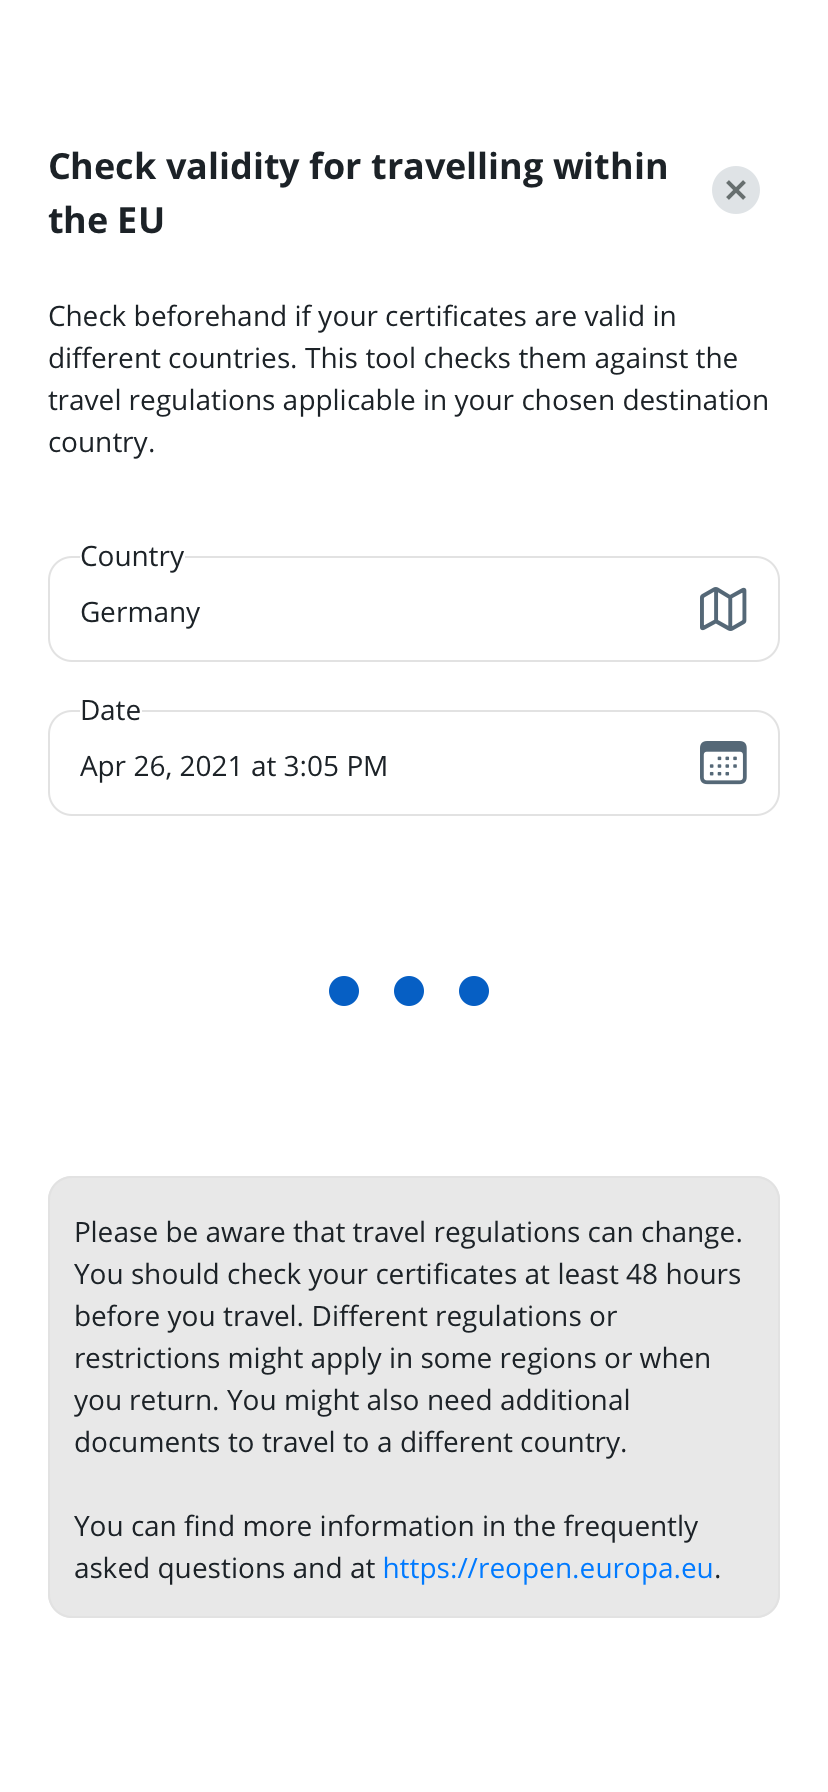 Check validity for travelling within
the EU
Check beforehand if your certificates are valid in
different countries. This tool checks them against the
travel regulations applicable in your chosen destination
country.
Country
Germany
Date
Apr 26, 2021 at 3:05 PM
Please be aware that travel regulations can change.
You should check your certificates at least 48 hours
before you travel. Different regulations or
restrictions might apply in some regions or when
you return. You might also need additional
documents to travel to a different country.
You can find more information in the frequently
asked questions and at https://reopen.europa.eu.